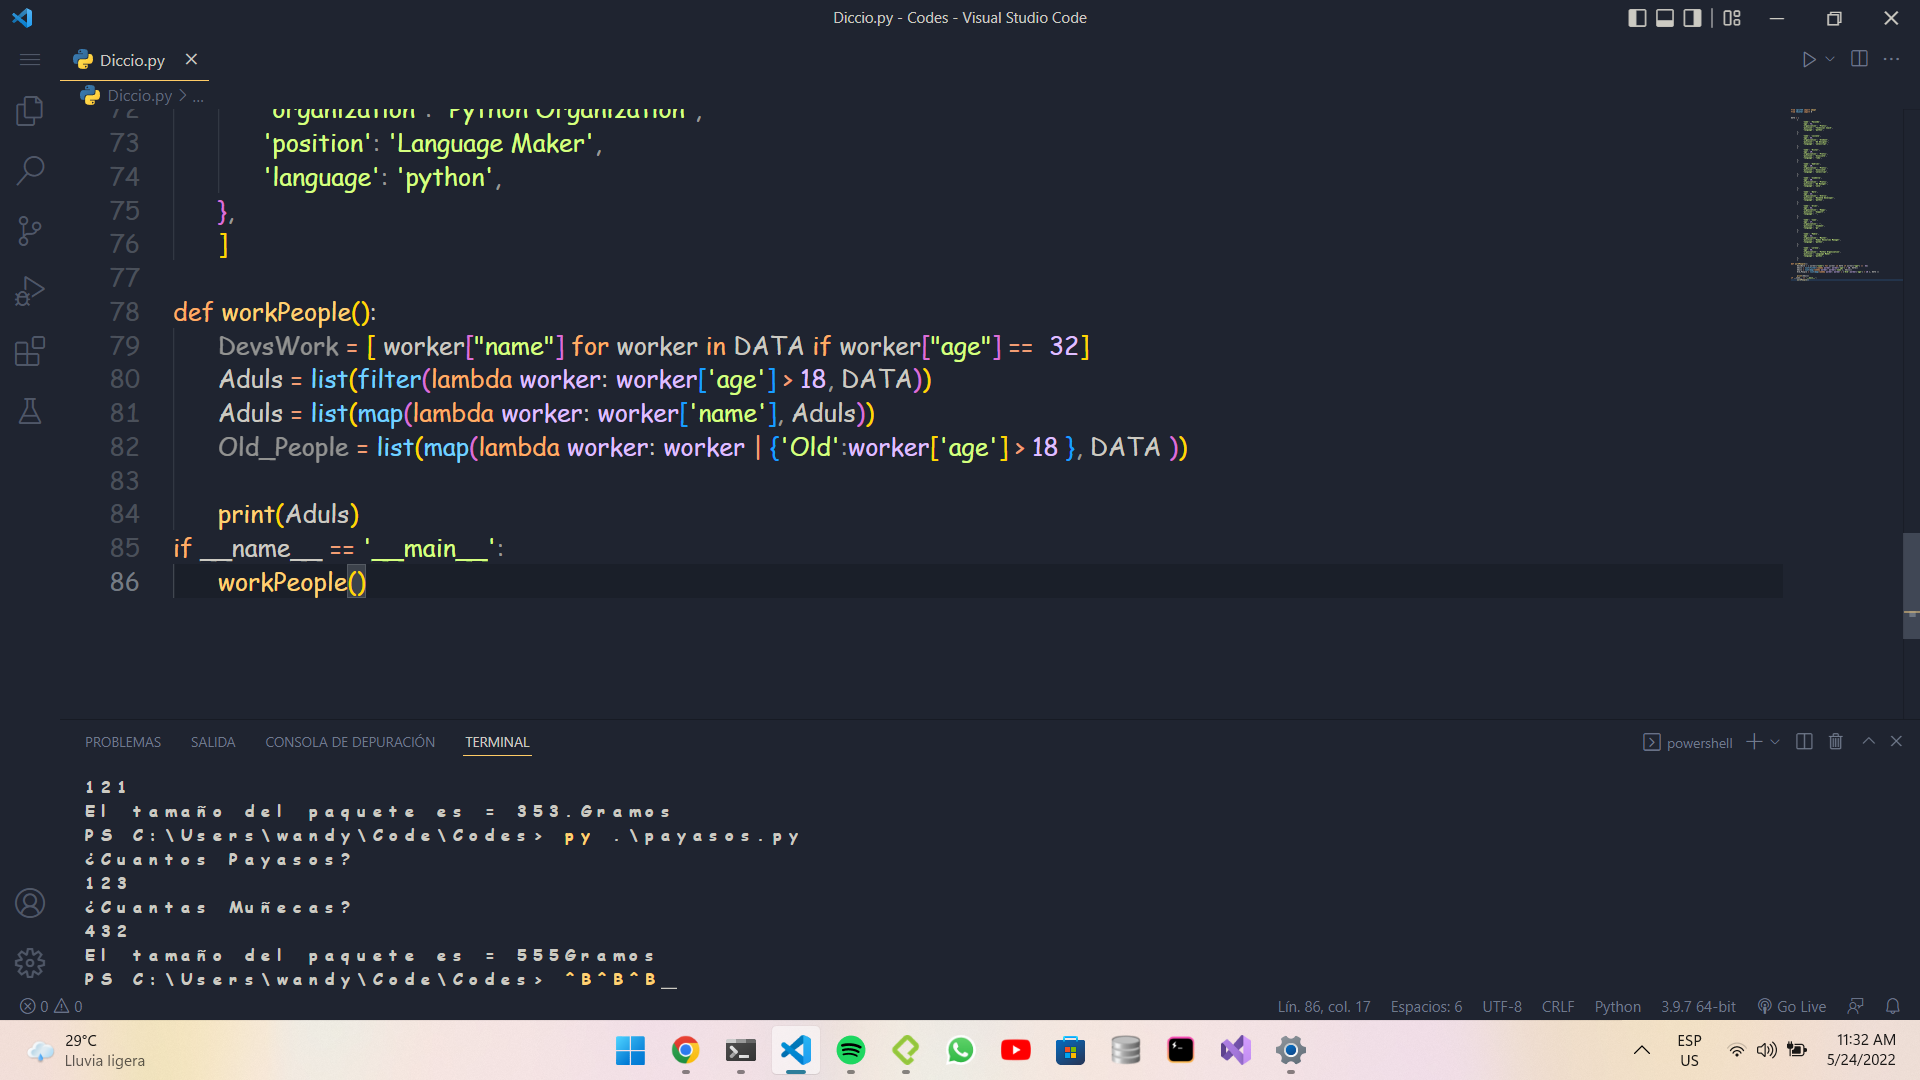 Diccio.py - Codes - Visual Studio Code
Diccio.py
Diccio.py > ...
72 'organization': 'Python Organization',
73 'position': 'Language Maker',
74 'language': 'python',
75 },
76 ]
77
78 def workPeople():
79 DevsWork = [ worker["name"] for worker in DATA if worker["age"] ==  32]
80 Aduls = list(filter(lambda worker: worker['age'] > 18, DATA))
81 Aduls = list(map(lambda worker: worker['name'], Aduls))
82 Old_People = list(map(lambda worker: worker | {'Old':worker['age'] > 18 }, DATA ))
83
84 print(Aduls)
85 if __name__ == '__main__':
86 workPeople()
PROBLEMAS SALIDA CONSOLA DE DEPURACIÓN TERMINAL powershell
121
El tamaño del paquete es = 353.Gramos
PS C:\Users\wandy\Code\Codes> py .\payasos.py
¿Cuantos Payasos?
123
¿Cuantas Muñecas?
432
El tamaño del paquete es = 555Gramos
PS C:\Users\wandy\Code\Codes> ^B^B^B_
0 0 Lín. 86, col. 17 Espacios: 6 UTF-8 CRLF Python 3.9.7 64-bit Go Live
29°C
Lluvia ligera
ESP
US
11:32 AM
5/24/2022